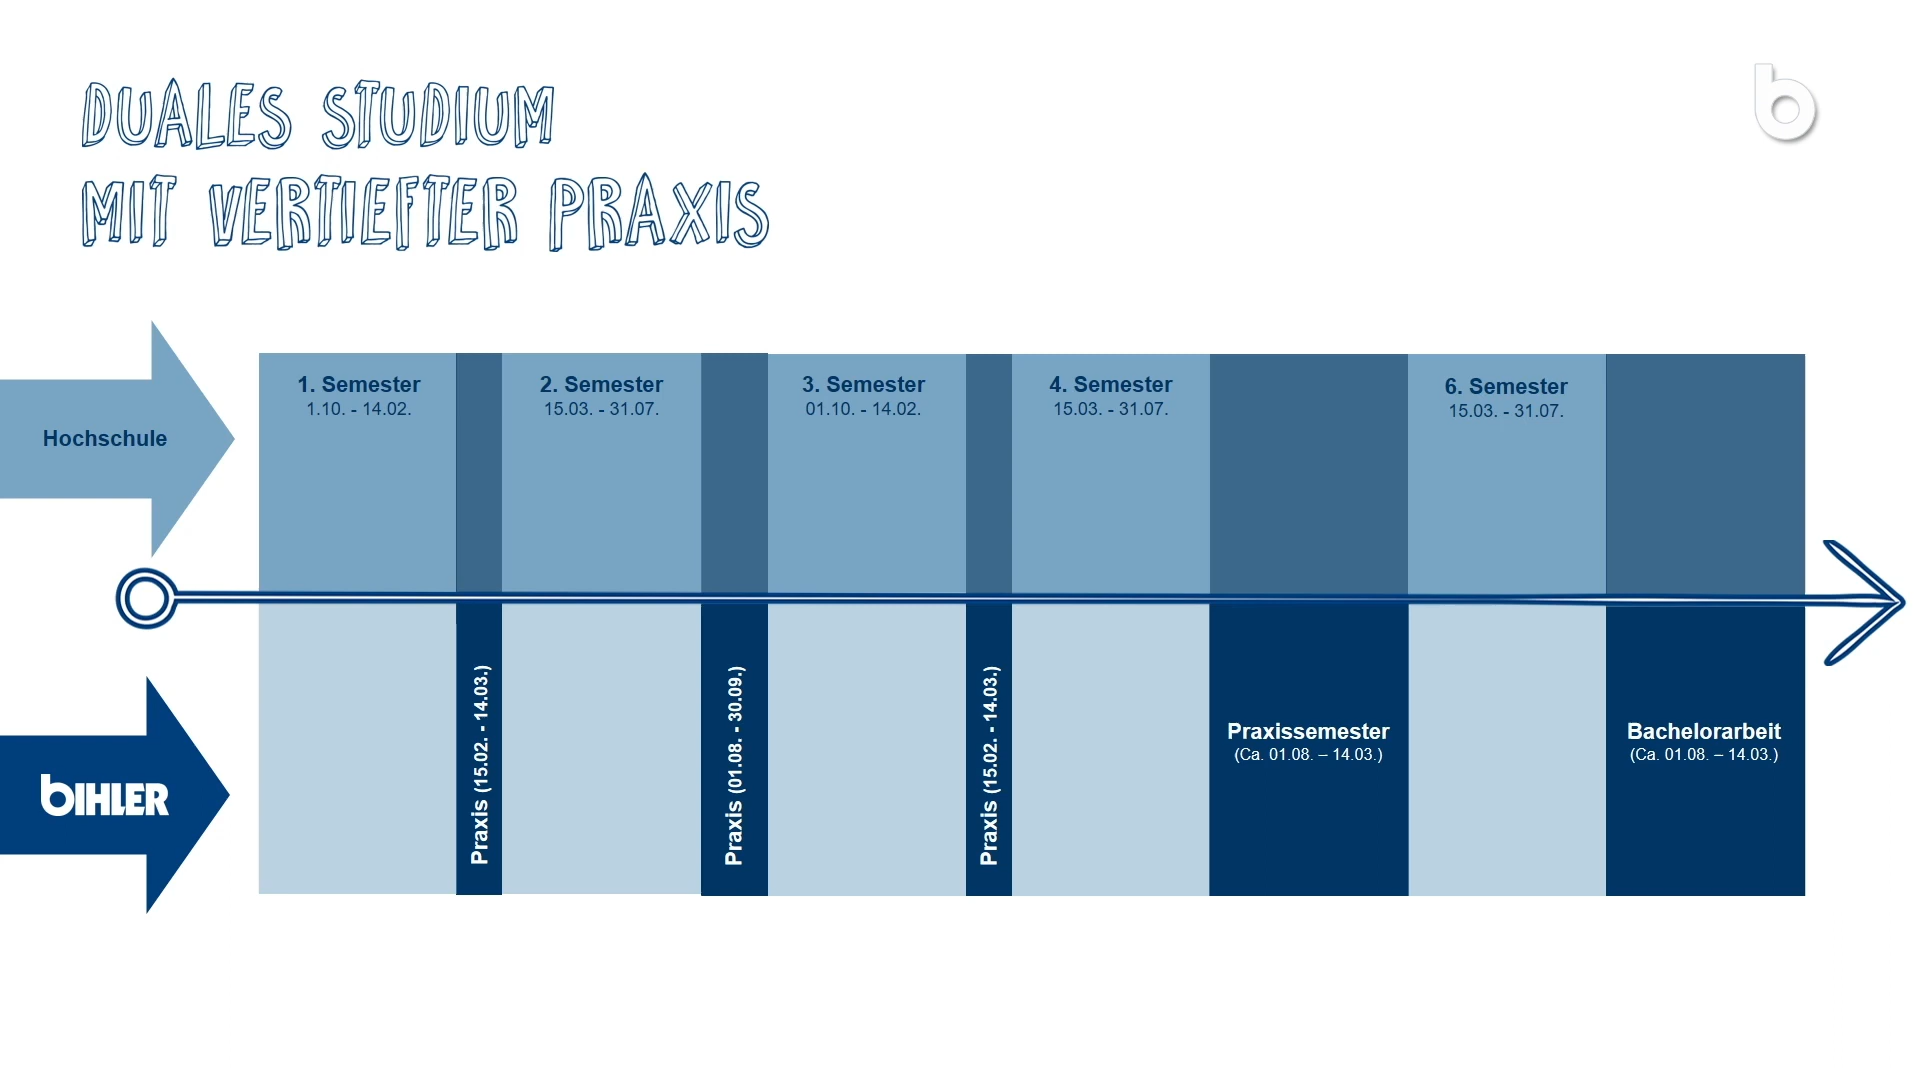 DUALES STUDIUM
MIT VERTIEFTER PRAXIS
b
Hochschule
1. Semester
1.10. - 14.02.
2. Semester
15.03. - 31.07.
3. Semester
01.10. - 14.02.
4. Semester
15.03. - 31.07.
6. Semester
15.03. - 31.07.
bIHLER
Praxis (15.02. - 14.03.)
Praxis (01.08. - 30.09.)
Praxis (15.02. - 14.03.)
Praxissemester
(Ca. 01.08. – 14.03.)
Bachelorarbeit
(Ca. 01.08. – 14.03.)